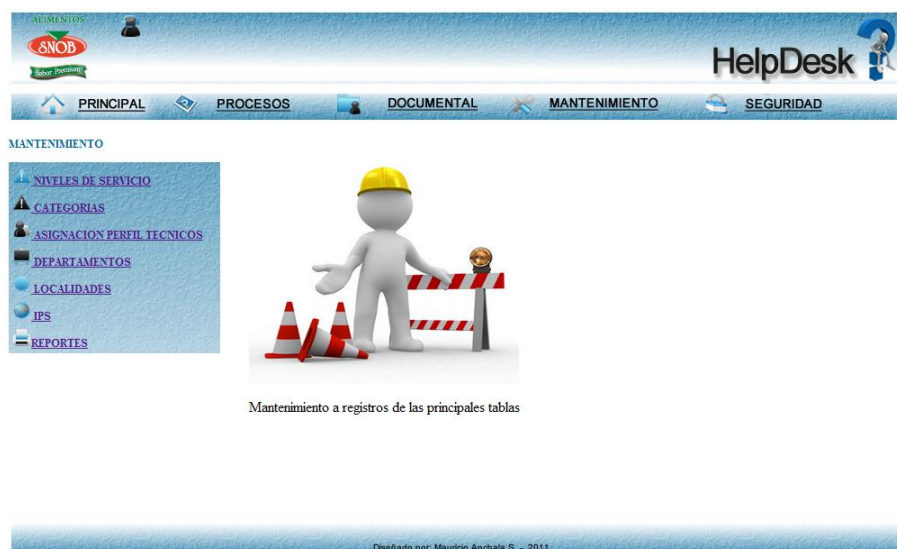 ALIMENTOS
SNOB
Sabor Premium
HelpDesk
PRINCIPAL PROCESOS DOCUMENTAL MANTENIMIENTO SEGURIDAD
MANTENIMIENTO
NIVELES DE SERVICIO
CATEGORIAS
ASIGNACION PERFIL TECNICOS
DEPARTAMENTOS
LOCALIDADES
IPS
REPORTES
Mantenimiento a registros de las principales tablas
Diseñado por: Mauricio Anchala S. - 2011